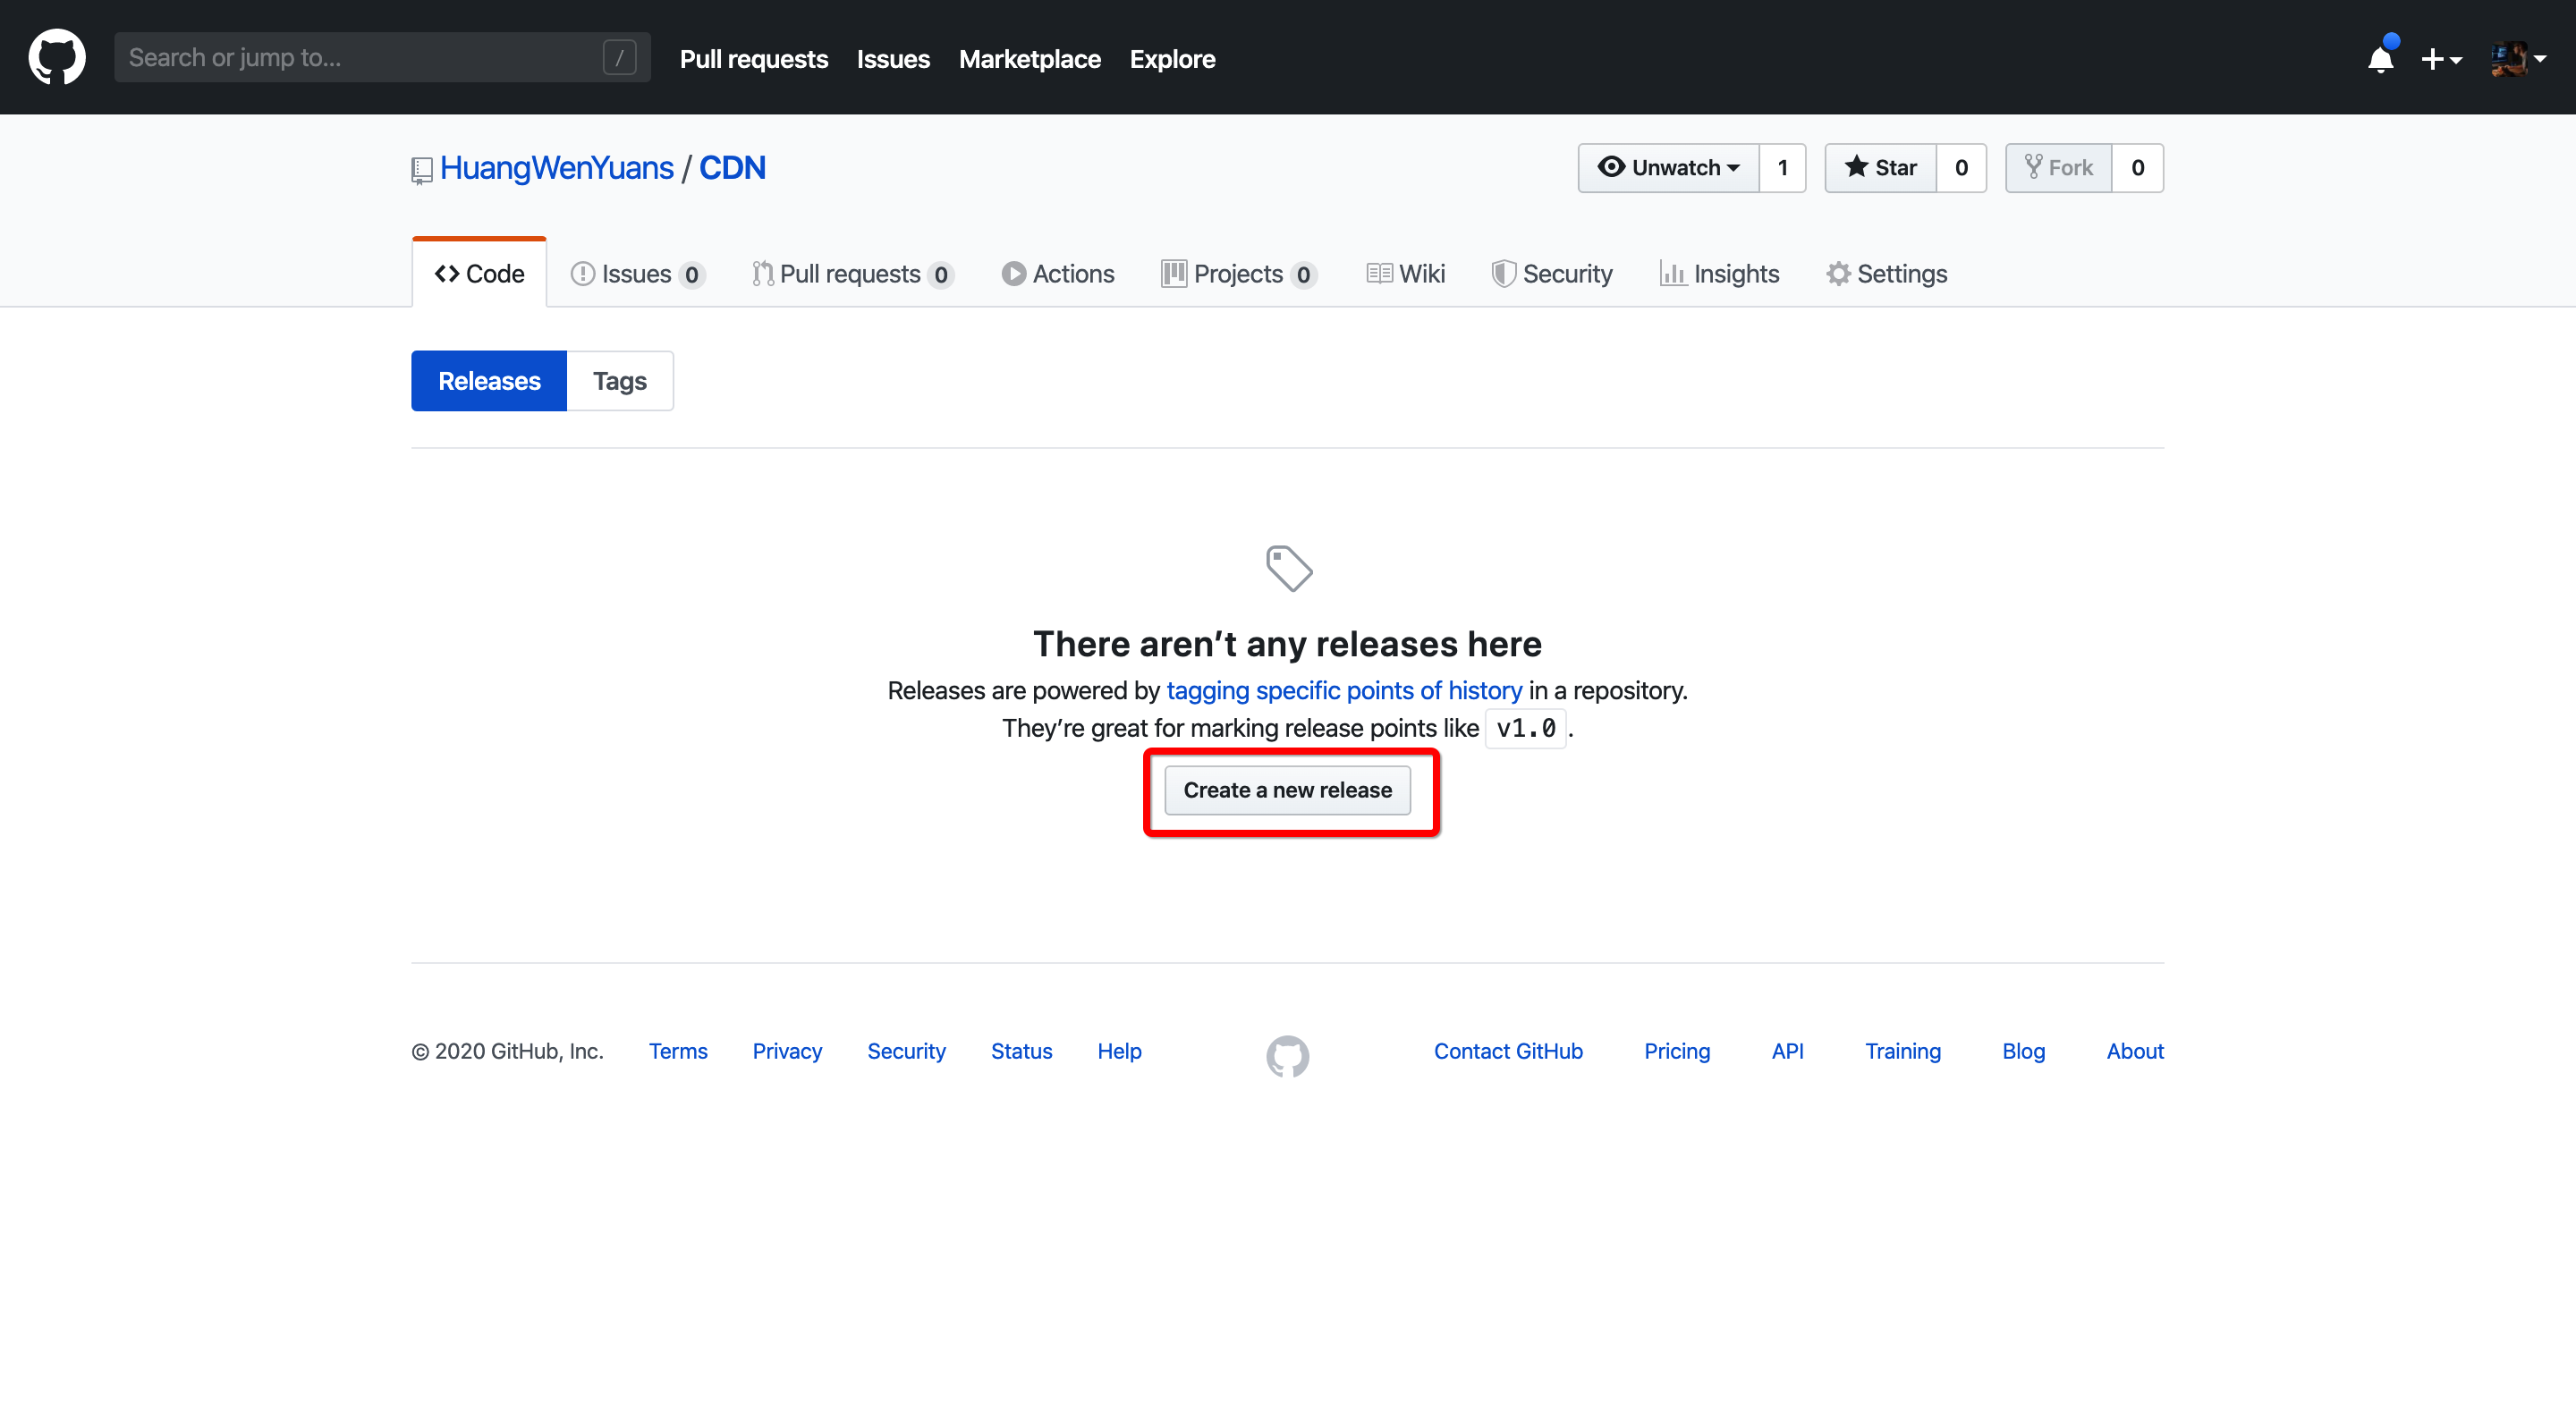 Search or jump to... / Pull requests Issues Marketplace Explore
HuangWenYuans / CDN Unwatch 1 Star 0 Fork 0
Code Issues 0 Pull requests 0 Actions Projects 0 Wiki Security Insights Settings
Releases Tags
There aren’t any releases here
Releases are powered by tagging specific points of history in a repository.
They’re great for marking release points like v1.0 .
Create a new release
© 2020 GitHub, Inc. Terms Privacy Security Status Help Contact GitHub Pricing API Training Blog About